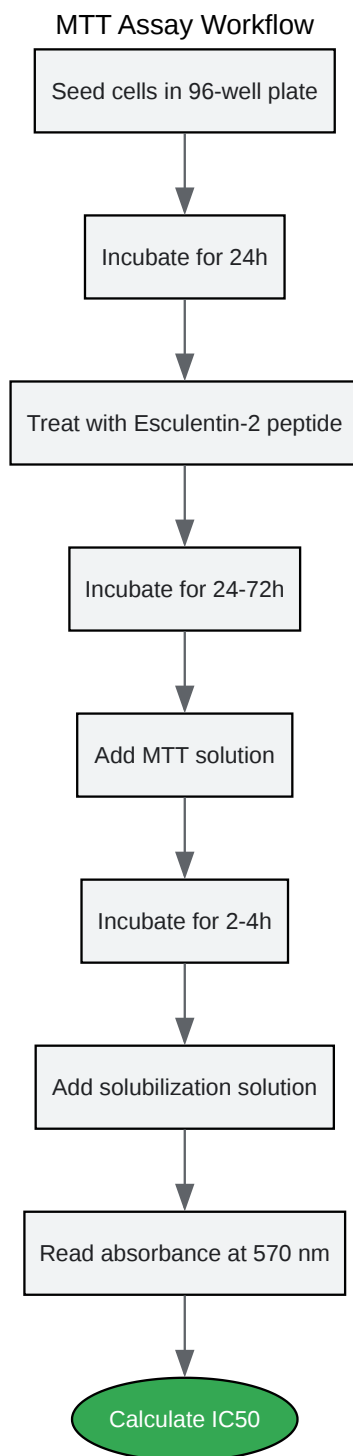 MTT Assay Workflow
Seed cells in 96-well plate
Incubate for 24h
Treat with Esculentin-2 peptide
Incubate for 24-72h
Add MTT solution
Incubate for 2-4h
Add solubilization solution
Read absorbance at 570 nm
Calculate IC50